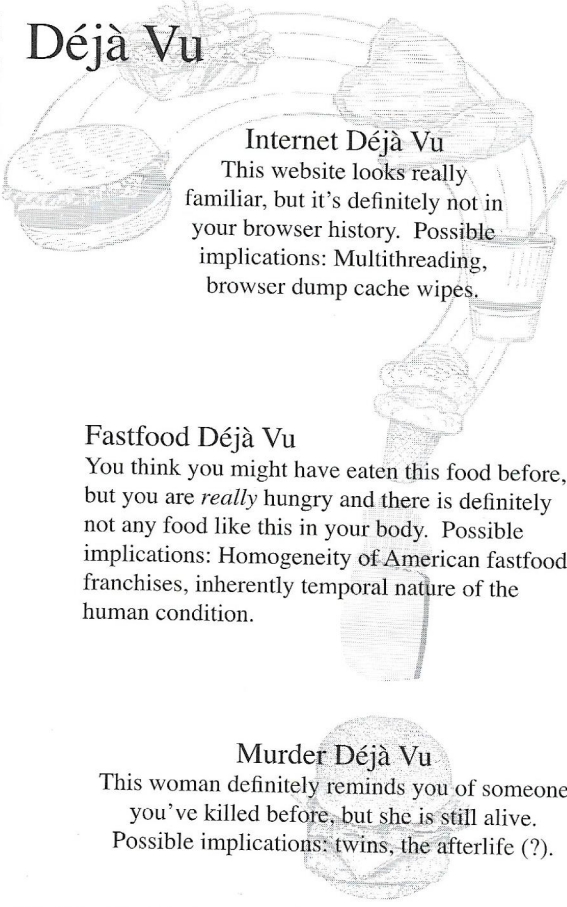 Déjà Vu
Internet Déjà Vu
This website looks really
familiar, but it's definitely not in
your browser history.  Possible
implications: Multithreading,
browser dump cache wipes.
Fastfood Déjà Vu
You think you might have eaten this food before,
but you are really hungry and there is definitely
not any food like this in your body.  Possible
implications: Homogeneity of American fastfood
franchises, inherently temporal nature of the
human condition.
Murder Déjà Vu
This woman definitely reminds you of someone
you've killed before, but she is still alive.
Possible implications: twins, the afterlife (?).